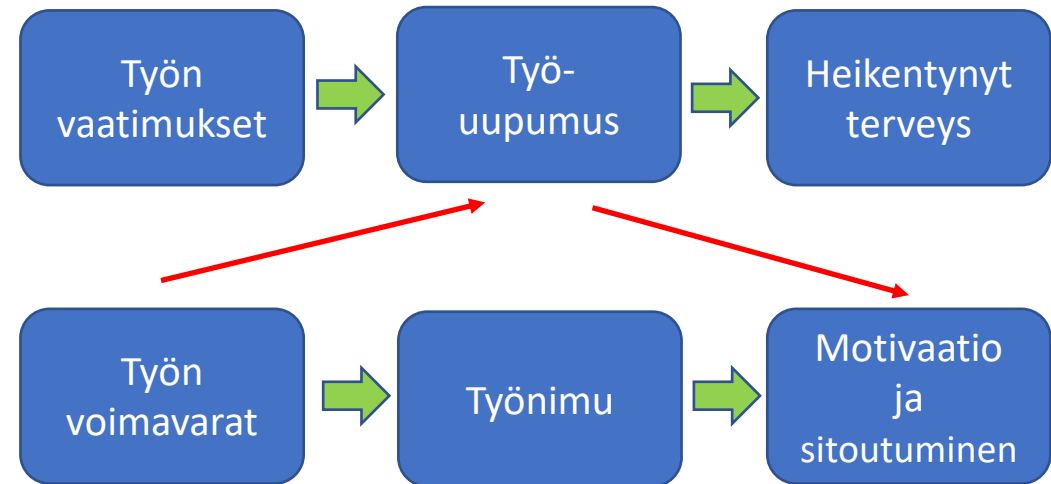 Työn
vaatimukset
Työ-
uupumus
Heikentynyt
terveys
Työn
voimavarat
Työnimu
Motivaatio
ja
sitoutuminen